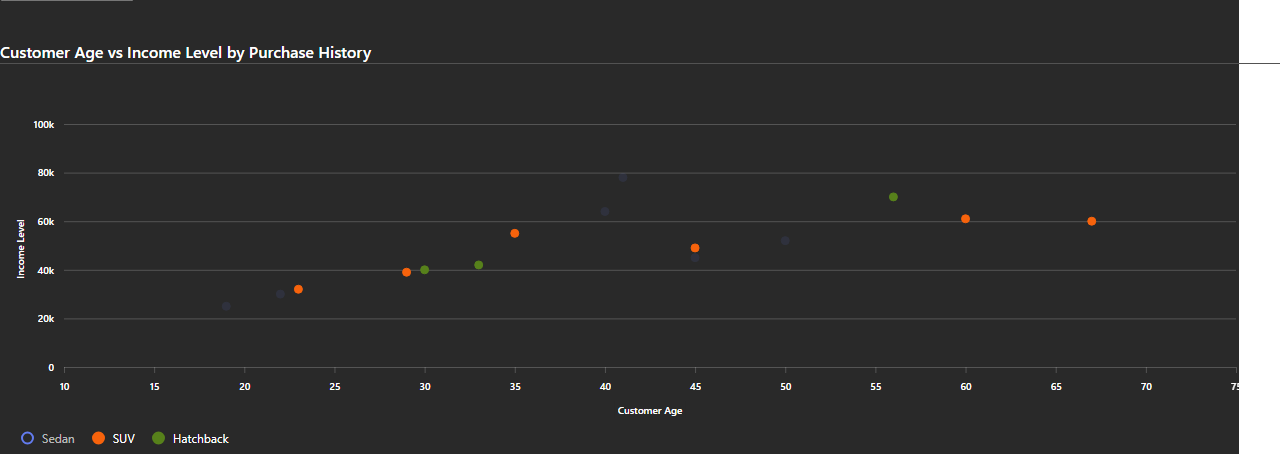 Customer Age vs Income Level by Purchase History
100k
80k
60k
40k
20k
0
Income Level
10 15 20 25 30 35 40 45 50 55 60 65 70 75
Customer Age
Sedan SUV Hatchback